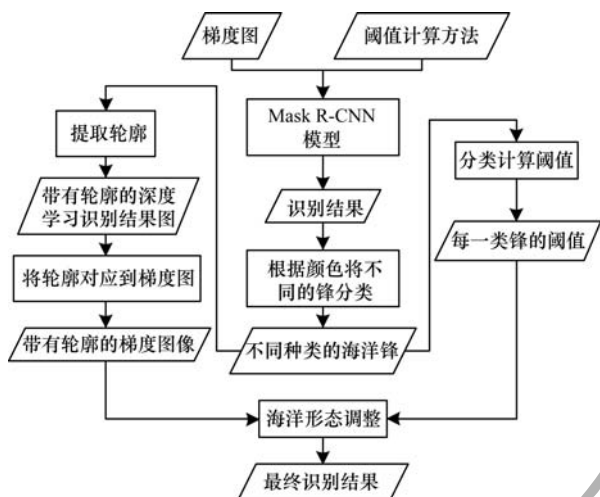 梯度图
阈值计算方法
Mask R-CNN
模型
提取轮廓
分类计算阈值
带有轮廓的深度
学习识别结果图
识别结果
每一类锋的阈值
将轮廓对应到梯度图
根据颜色将不
同的锋分类
带有轮廓的梯度图像
不同种类的海洋锋
海洋形态调整
最终识别结果